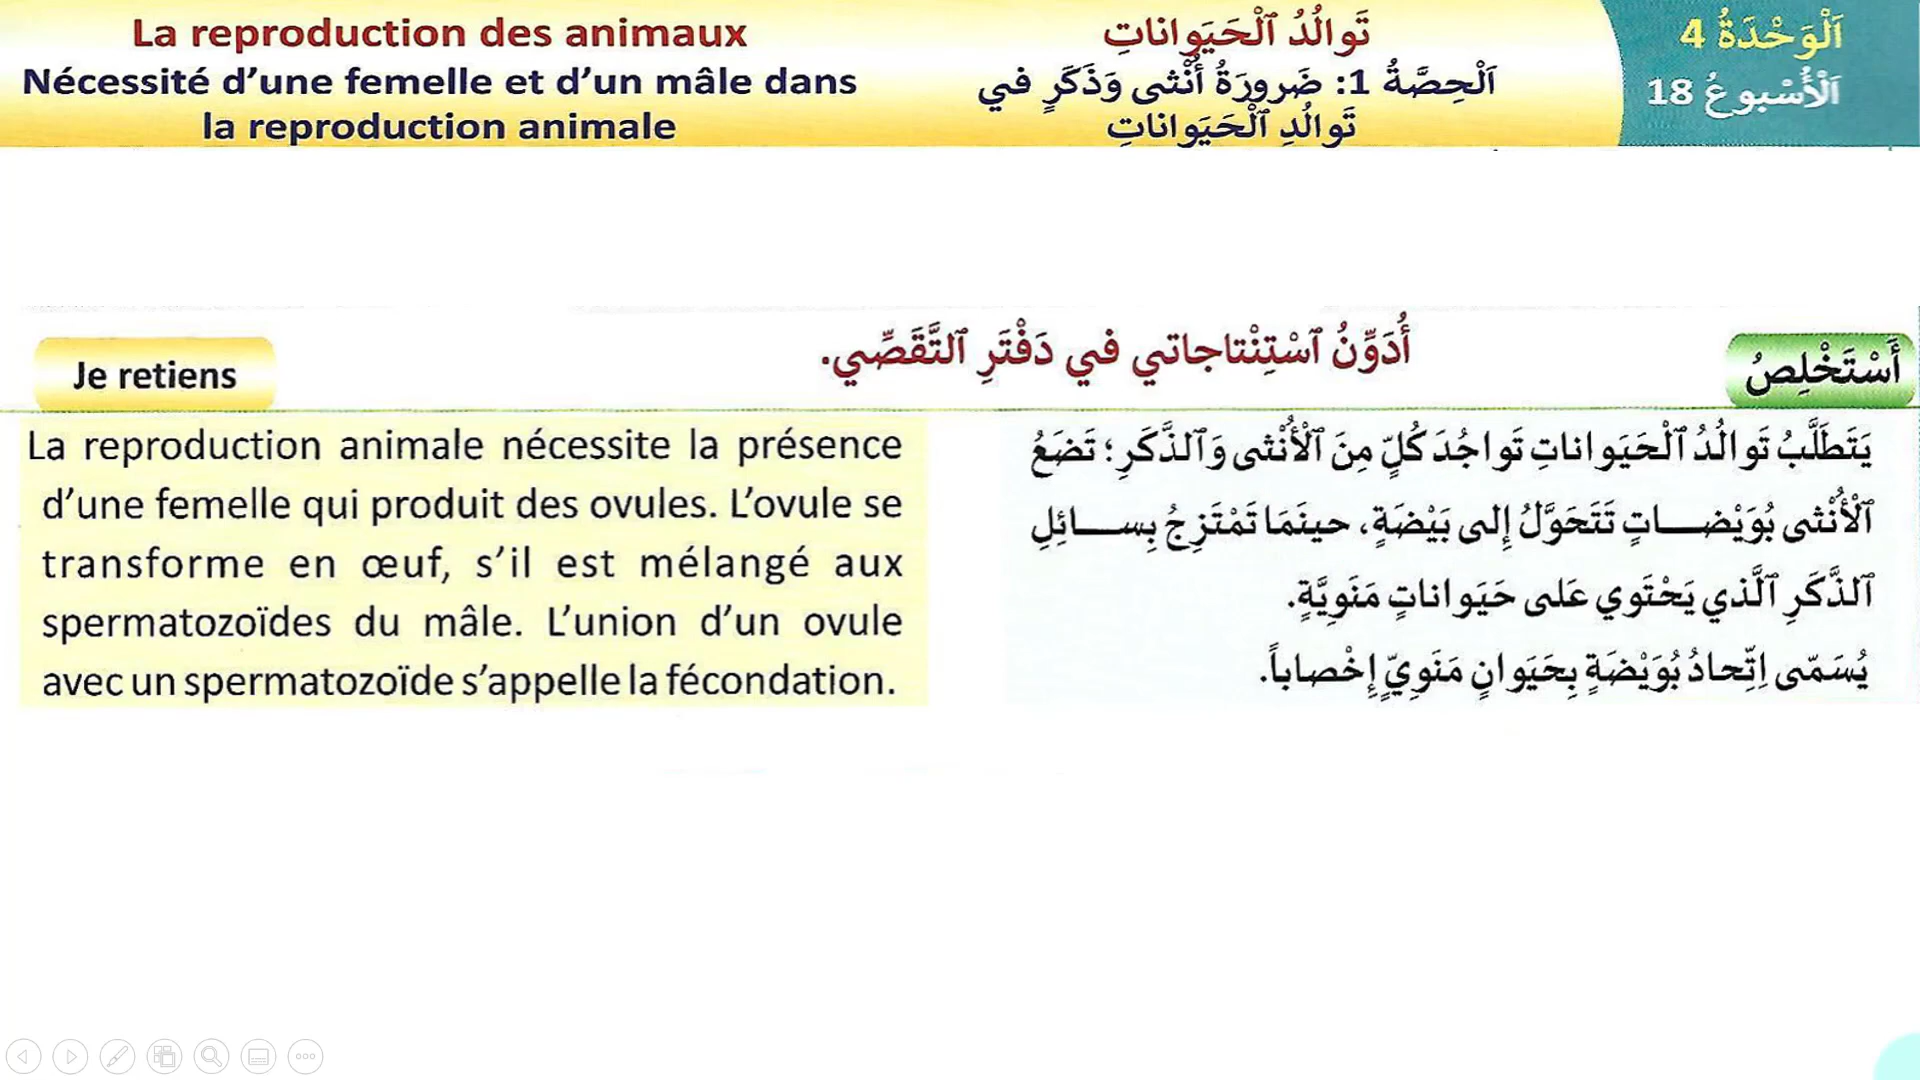 La reproduction des animaux
Nécessité d’une femelle et d’un mâle dans
la reproduction animale
تَوالُدُ ٱلْحَيَواناتِ
اَلْحِصَّةُ 1: ضَرورَةُ أُنْثى وَذَكَرٍ في
تَوالُدِ ٱلْحَيَواناتِ
اَلْوَحْدَةُ 4
اَلْأُسْبوعُ 18
Je retiens
أُدَوِّنُ ٱسْتِنْتاجاتي في دَفْتَرِ ٱلتَّقَصِّي.
أَسْتَخْلِصُ
La reproduction animale nécessite la présence
d’une femelle qui produit des ovules. L’ovule se
transforme en œuf, s’il est mélangé aux
spermatozoïdes du mâle. L’union d’un ovule
avec un spermatozoïde s’appelle la fécondation.
يَتَطَلَّبُ تَوالُدُ ٱلْحَيَواناتِ تَواجُدَ كُلٍّ مِنَ ٱلْأُنْثى وَٱلذَّكَرِ؛ تَضَعُ
ٱلْأُنْثى بُوَيْضـــاتٍ تَتَحَوَّلُ إِلى بَيْضَةٍ، حينَمَا تَمْتَزِجُ بِســـائِلِ
ٱلذَّكَرِ ٱلَّذي يَحْتَوي عَلى حَيَواناتٍ مَنَوِيَّةٍ.
يُسَمّى اِتِّحادُ بُوَيْضَةٍ بِحَيَوانٍ مَنَوِيٍّ إِخْصاباً.